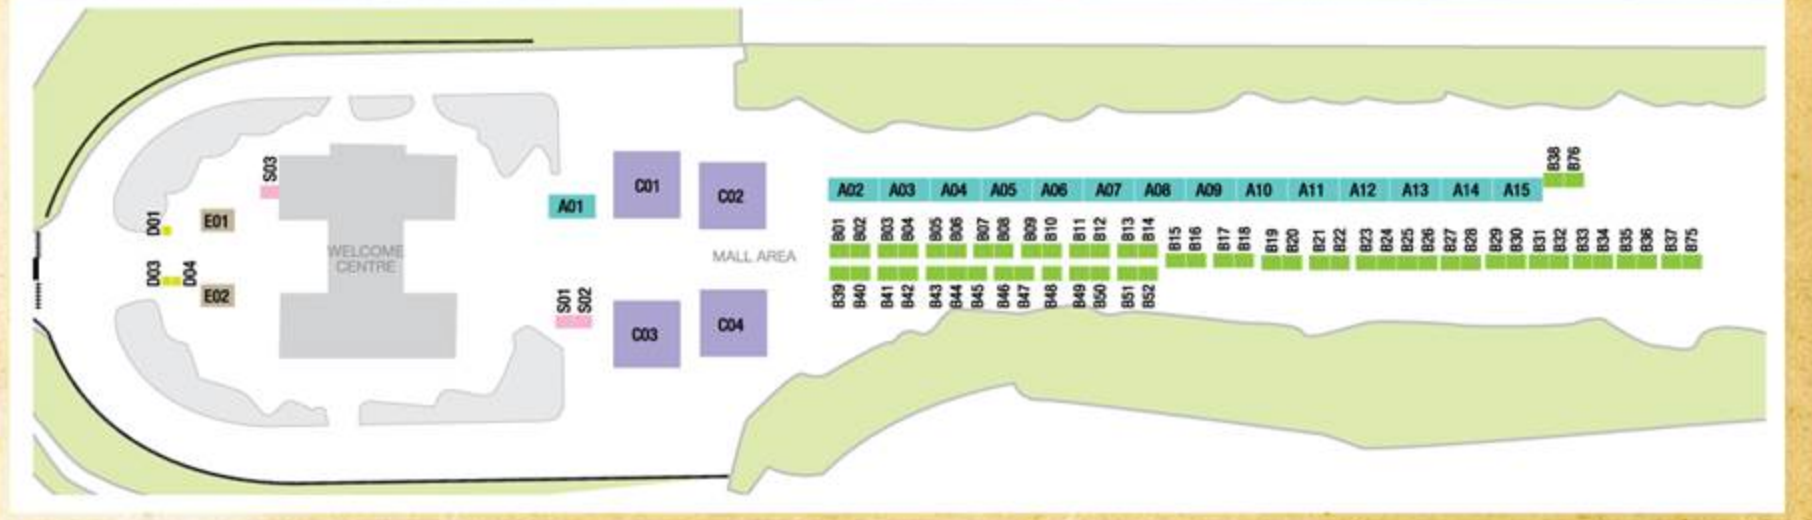 B38 B76
S03
C01 C02 A02 A03 A04 A05 A06 A07 A08 A09 A10 A11 A12 A13 A14 A15
A01
D01 E01
B01 B02 B03 B04 B05 B06 B07 B08 B09 B10 B11 B12 B13 B14 B15 B16 B17 B18 B19 B20 B21 B22 B23 B24 B25 B26 B27 B28 B29 B30 B31 B32 B33 B34 B35 B36 B37 B75
WELCOME
CENTRE
MALL AREA
D03 D04
E02
S01 S02
B39 B40 B41 B42 B43 B44 B45 B46 B47 B48 B49 B50 B51 B52
C03 C04